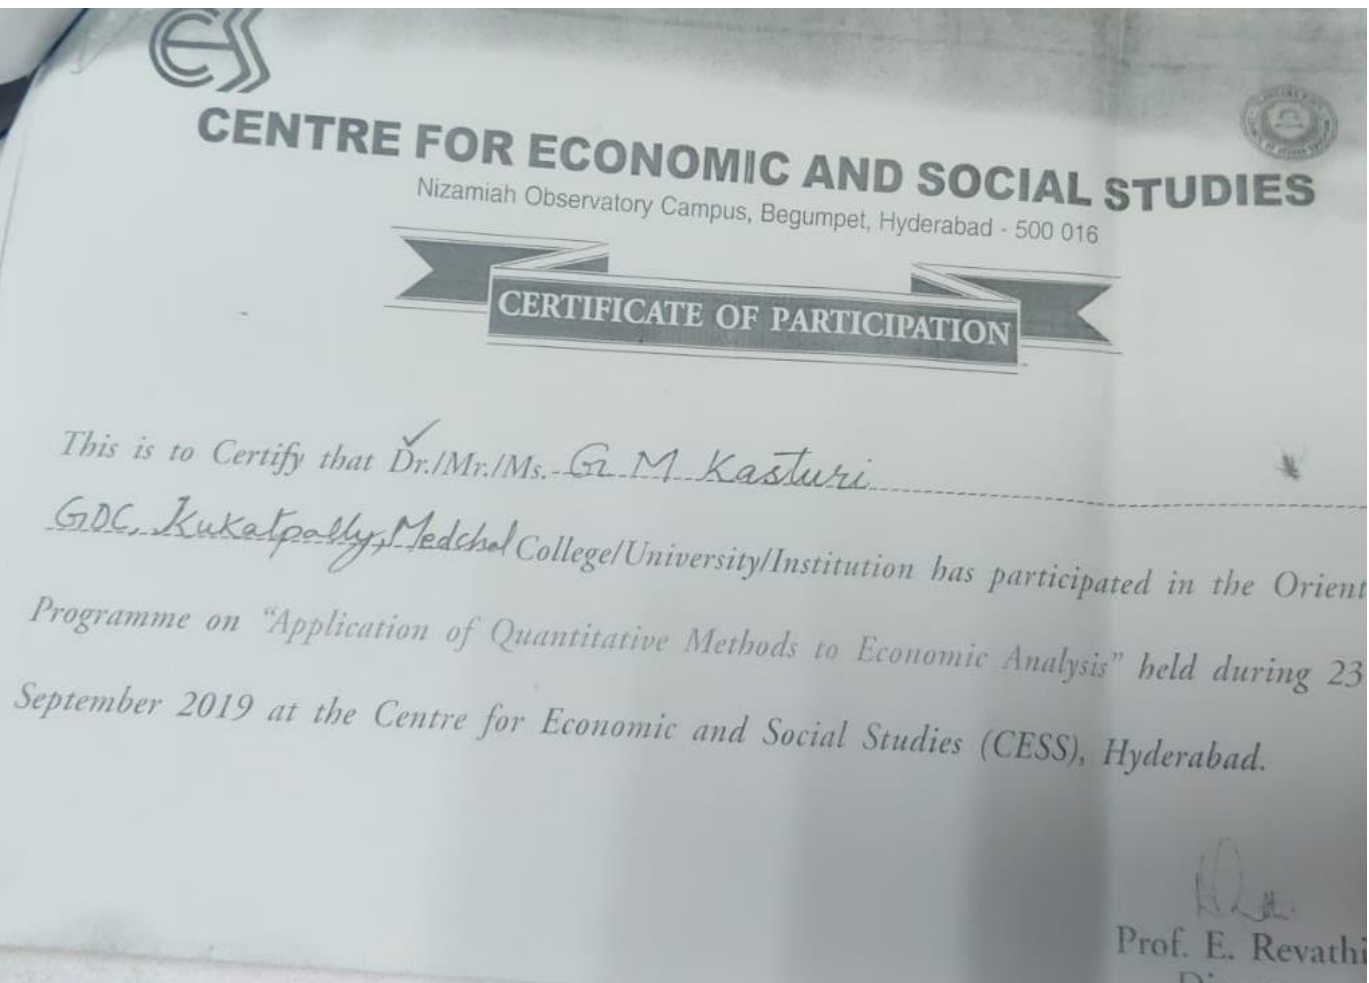 CESS
CENTRE FOR ECONOMIC AND SOCIAL STUDIES
Nizamiah Observatory Campus, Begumpet, Hyderabad - 500 016
CERTIFICATE OF PARTICIPATION
This is to Certify that Dr./Mr./Ms. G M Kasturi
GDC, Kukatpally, Medchal College/University/Institution has participated in the Orient
Programme on “Application of Quantitative Methods to Economic Analysis” held during 23
September 2019 at the Centre for Economic and Social Studies (CESS), Hyderabad.
Prof. E. Revathi